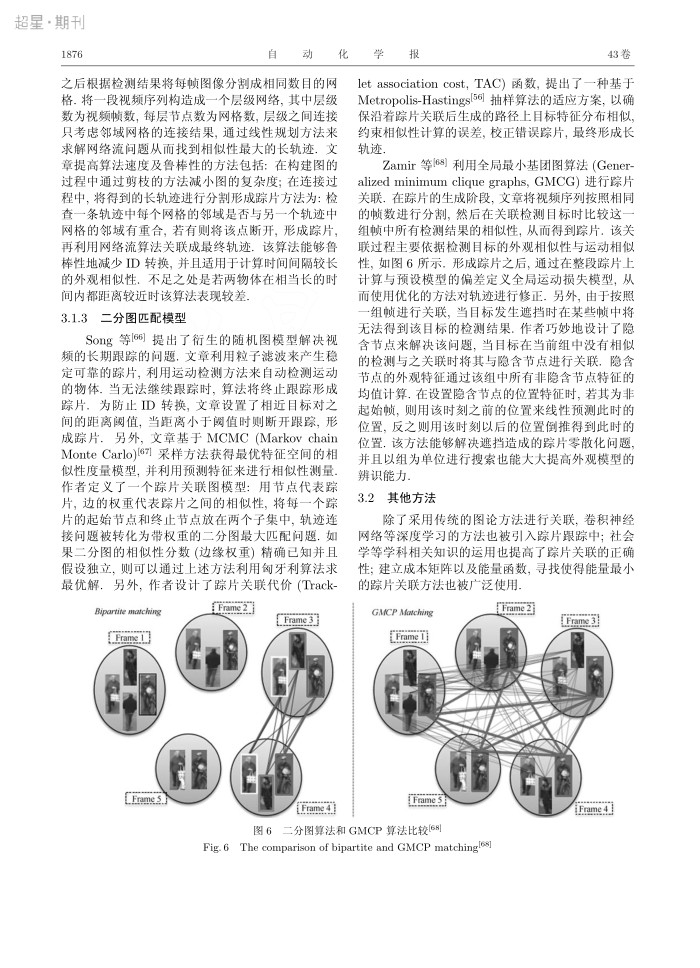 超星·期刊
1876
自 动 化 学 报
43 卷
之后根据检测结果将每帧图像分割成相同数目的网
格. 将一段视频序列构造成一个层级网络, 其中层级
数为视频帧数, 每层节点数为网格数, 层级之间连接
只考虑邻域网格的连接结果, 通过线性规划方法来
求解网络流问题从而找到相似性最大的长轨迹. 文
章提高算法速度及鲁棒性的方法包括: 在构建图的
过程中通过剪枝的方法减小图的复杂度; 在连接过
程中, 将得到的长轨迹进行分割形成踪片方法为: 检
查一条轨迹中每个网格的邻域是否与另一个轨迹中
网格的邻域有重合, 若有则将该点断开, 形成踪片,
再利用网络流算法关联成最终轨迹. 该算法能够鲁
棒性地减少 ID 转换, 并且适用于计算时间间隔较长
的外观相似性. 不足之处是若两物体在相当长的时
间内都距离较近时该算法表现较差.
3.1.3 二分图匹配模型
Song 等[66] 提出了衍生的随机图模型解决视
频的长期跟踪的问题. 文章利用粒子滤波来产生稳
定可靠的踪片, 利用运动检测方法来自动检测运动
的物体. 当无法继续跟踪时, 算法将终止跟踪形成
踪片. 为防止 ID 转换, 文章设置了相近目标对之
间的距离阈值, 当距离小于阈值时则断开跟踪, 形
成踪片. 另外, 文章基于 MCMC (Markov chain
Monte Carlo)[67] 采样方法获得最优特征空间的相
似性度量模型, 并利用预测特征来进行相似性测量.
作者定义了一个踪片关联图模型: 用节点代表踪
片, 边的权重代表踪片之间的相似性, 将每一个踪
片的起始节点和终止节点放在两个子集中, 轨迹连
接问题被转化为带权重的二分图最大匹配问题. 如
果二分图的相似性分数 (边缘权重) 精确已知并且
假设独立, 则可以通过上述方法利用匈牙利算法求
最优解. 另外, 作者设计了踪片关联代价 (Track-
let association cost, TAC) 函数, 提出了一种基于
Metropolis-Hastings[56] 抽样算法的适应方案, 以确
保沿着踪片关联后生成的路径上目标特征分布相似,
约束相似性计算的误差, 校正错误踪片, 最终形成长
轨迹.
Zamir 等[68] 利用全局最小基团图算法 (Gener-
alized minimum clique graphs, GMCG) 进行踪片
关联. 在踪片的生成阶段, 文章将视频序列按照相同
的帧数进行分割, 然后在关联检测目标时比较这一
组帧中所有检测结果的相似性, 从而得到踪片. 该关
联过程主要依据检测目标的外观相似性与运动相似
性, 如图 6 所示. 形成踪片之后, 通过在整段踪片上
计算与预设模型的偏差定义全局运动损失模型, 从
而使用优化的方法对轨迹进行修正. 另外, 由于按照
一组帧进行关联, 当目标发生遮挡时在某些帧中将
无法得到该目标的检测结果. 作者巧妙地设计了隐
含节点来解决该问题, 当目标在当前组中没有相似
的检测与之关联时将其与隐含节点进行关联. 隐含
节点的外观特征通过该组中所有非隐含节点特征的
均值计算. 在设置隐含节点的位置特征时, 若其为非
起始帧, 则用该时刻之前的位置来线性预测此时的
位置, 反之则用该时刻以后的位置倒推得到此时的
位置. 该方法能够解决遮挡造成的踪片零散化问题,
并且以组为单位进行搜索也能大大提高外观模型的
辨识能力.
3.2 其他方法
除了采用传统的图论方法进行关联, 卷积神经
网络等深度学习的方法也被引入踪片跟踪中; 社会
学等学科相关知识的运用也提高了踪片关联的正确
性; 建立成本矩阵以及能量函数, 寻找使得能量最小
的踪片关联方法也被广泛使用.
Bipartite matching
Frame 1
Frame 2
Frame 3
Frame 5
Frame 4
GMCP Matching
Frame 1
Frame 2
Frame 3
Frame 5
Frame 4
图 6 二分图算法和 GMCP 算法比较[68]
Fig. 6 The comparison of bipartite and GMCP matching[68]